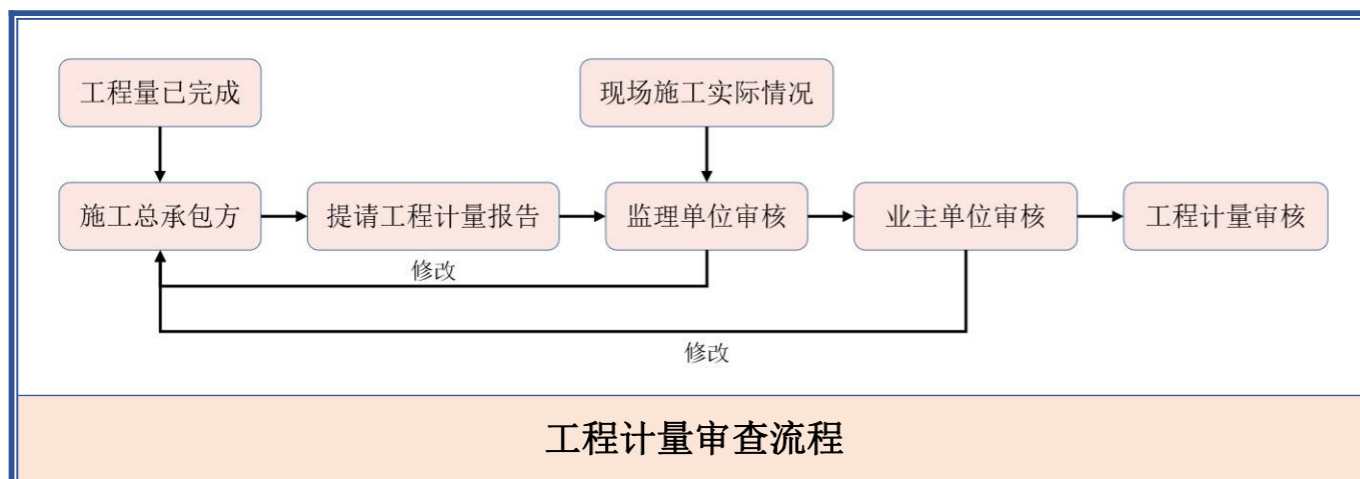 工程量已完成
现场施工实际情况
施工总承包方
提请工程计量报告
监理单位审核
业主单位审核
工程计量审核
修改
修改
工程计量审查流程